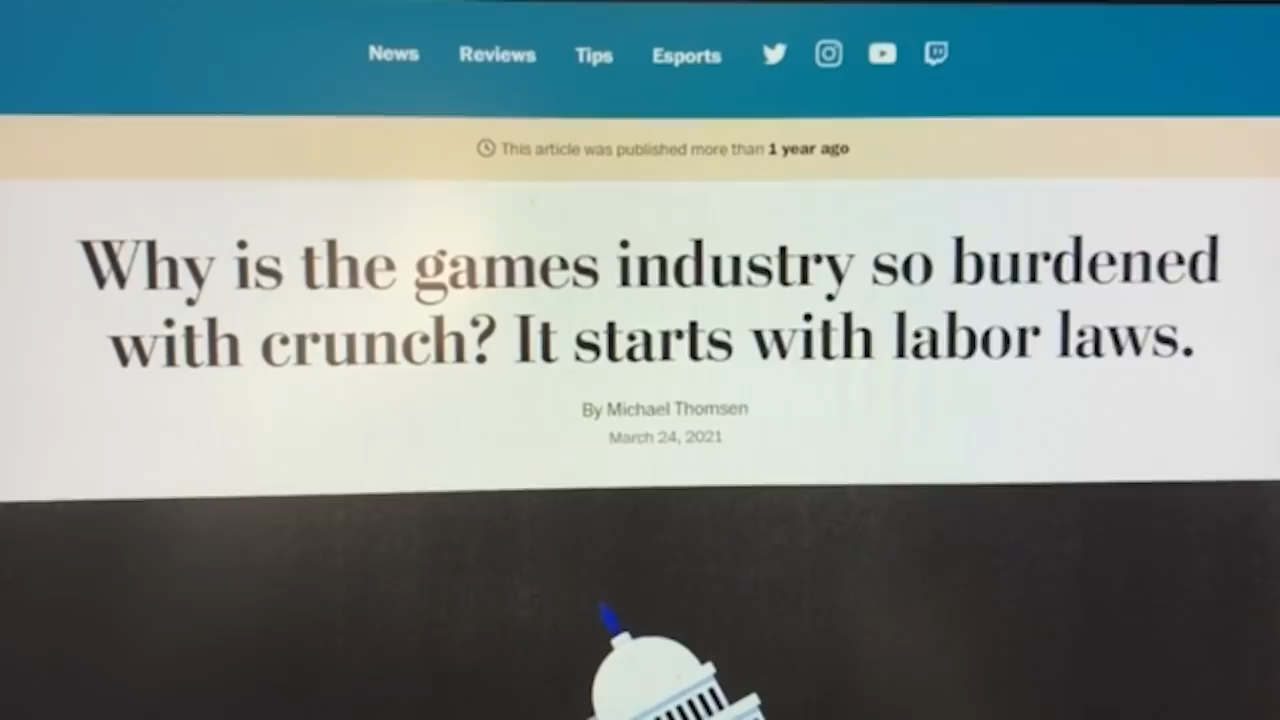 News Reviews Tips Esports
This article was published more than 1 year ago
Why is the games industry so burdened
with crunch? It starts with labor laws.
By Michael Thomsen
March 24, 2021